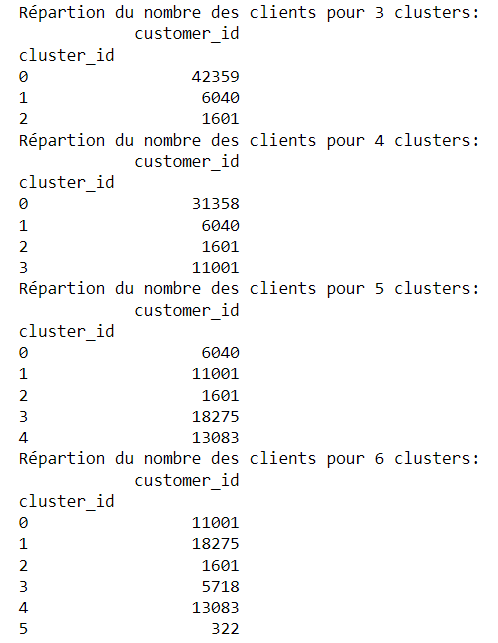 Répartion du nombre des clients pour 3 clusters:
customer_id
cluster_id
0 42359
1 6040
2 1601
Répartion du nombre des clients pour 4 clusters:
customer_id
cluster_id
0 31358
1 6040
2 1601
3 11001
Répartion du nombre des clients pour 5 clusters:
customer_id
cluster_id
0 6040
1 11001
2 1601
3 18275
4 13083
Répartion du nombre des clients pour 6 clusters:
customer_id
cluster_id
0 11001
1 18275
2 1601
3 5718
4 13083
5 322